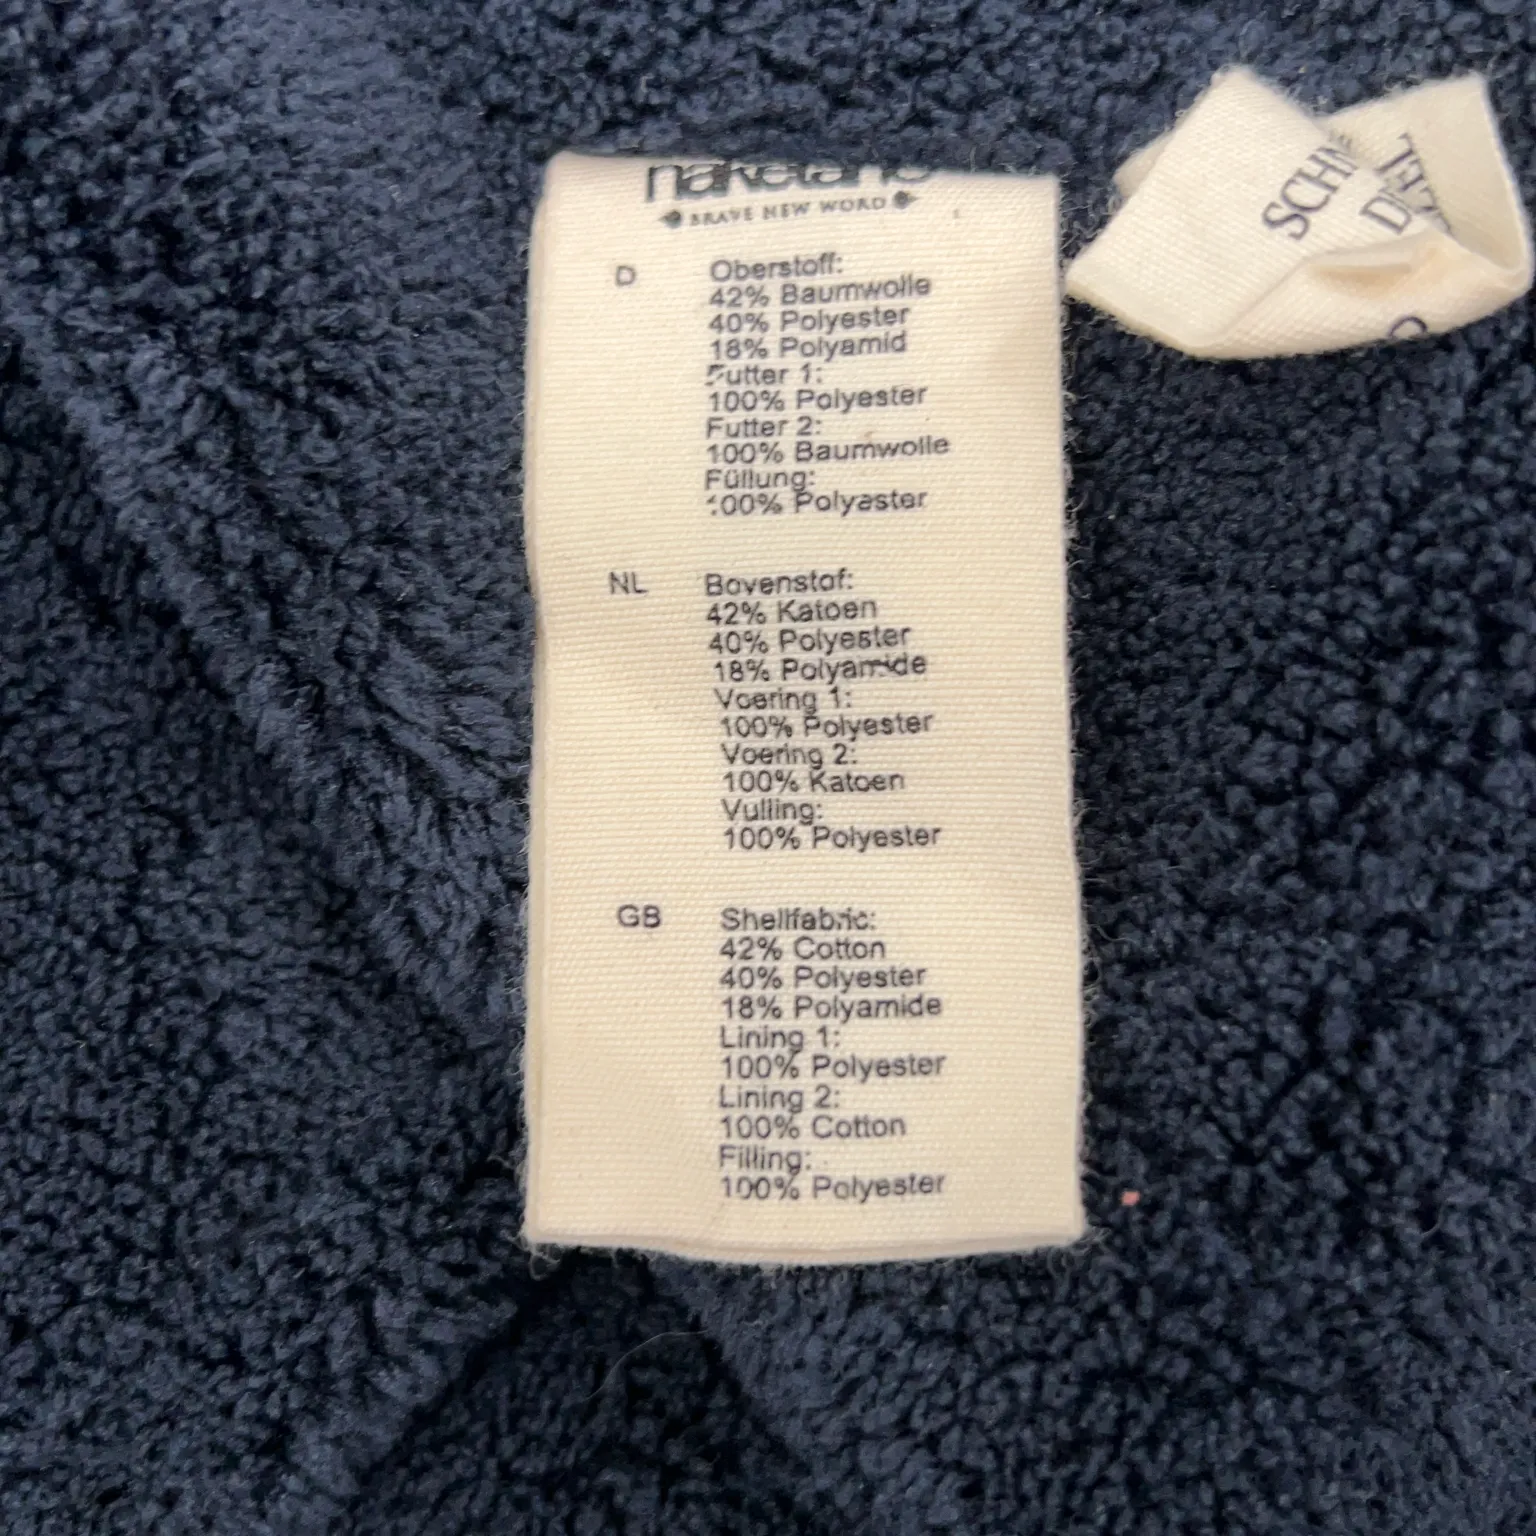 naketano
BRAVE NEW WORD
D
Oberstoff:
42% Baumwolle
40% Polyester
18% Polyamid
Futter 1:
100% Polyester
Futter 2:
100% Baumwolle
Füllung:
100% Polyester
NL
Bovenstof:
42% Katoen
40% Polyester
18% Polyamide
Voering 1:
100% Polyester
Voering 2:
100% Katoen
Vulling:
100% Polyester
GB
Shellfabric:
42% Cotton
40% Polyester
18% Polyamide
Lining 1:
100% Polyester
Lining 2:
100% Cotton
Filling:
100% Polyester